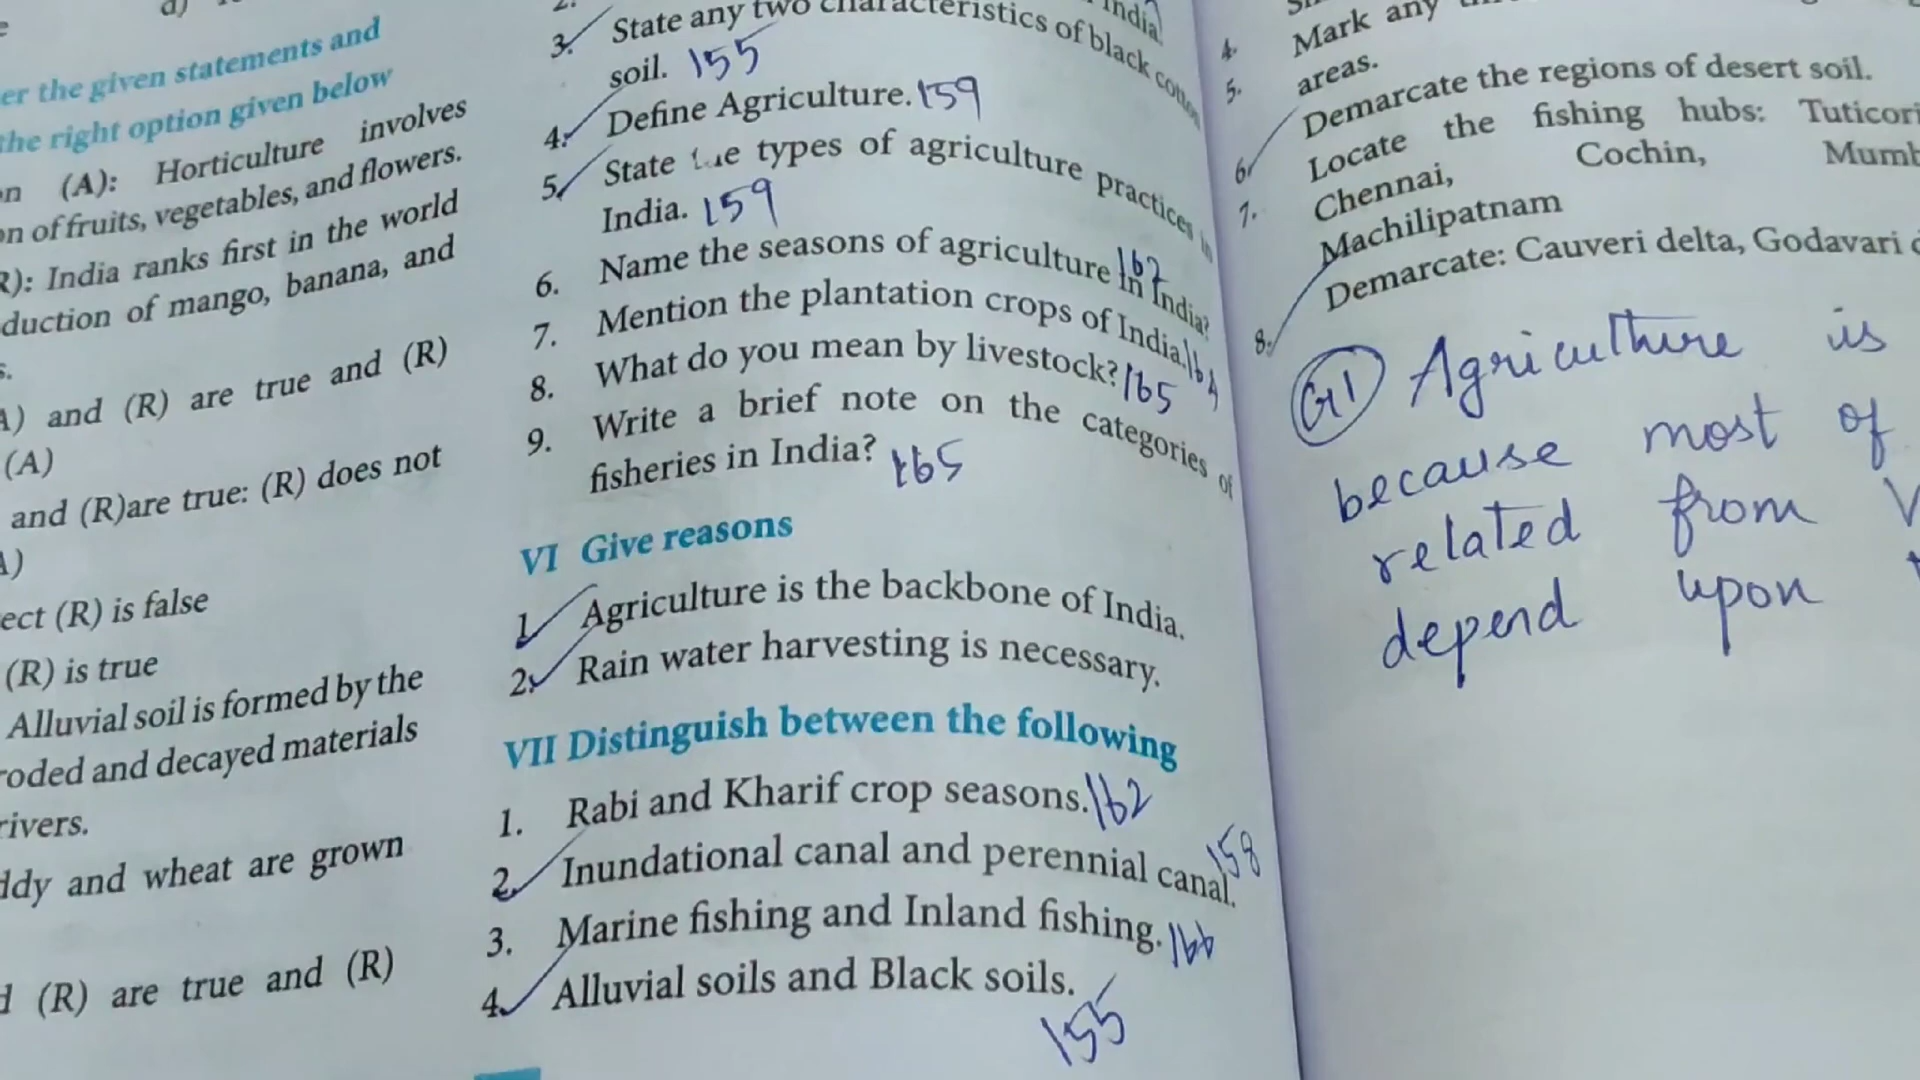 er the given statements and
the right option given below
(A): Horticulture involves
on of fruits, vegetables, and flowers.
R): India ranks first in the world
duction of mango, banana, and
s.
A) and (R) are true and (R)
(A)
and (R)are true: (R) does not
A)
ect (R) is false
(R) is true
Alluvial soil is formed by the
roded and decayed materials
rivers.
ddy and wheat are grown
(R) are true and (R)
India.
3. State any two characteristics of black cotton
soil. 155
4. Define Agriculture. 159
5. State the types of agriculture practices in
India. 159
6. Name the seasons of agriculture in India? 162
7. Mention the plantation crops of India. 164
8. What do you mean by livestock? 165
9. Write a brief note on the categories of
fisheries in India? 165
VI Give reasons
1. Agriculture is the backbone of India.
2. Rain water harvesting is necessary.
VII Distinguish between the following
1. Rabi and Kharif crop seasons. 162
2. Inundational canal and perennial canal. 158
3. Marine fishing and Inland fishing. 166
4. Alluvial soils and Black soils.
155
4. Mark any
areas.
5. Demarcate the regions of desert soil.
6. Locate the fishing hubs: Tuticori
Chennai, Cochin, Mumb
7. Machilipatnam
Demarcate: Cauveri delta, Godavari d
8.
Agriculture is
because most of
related from
depend upon